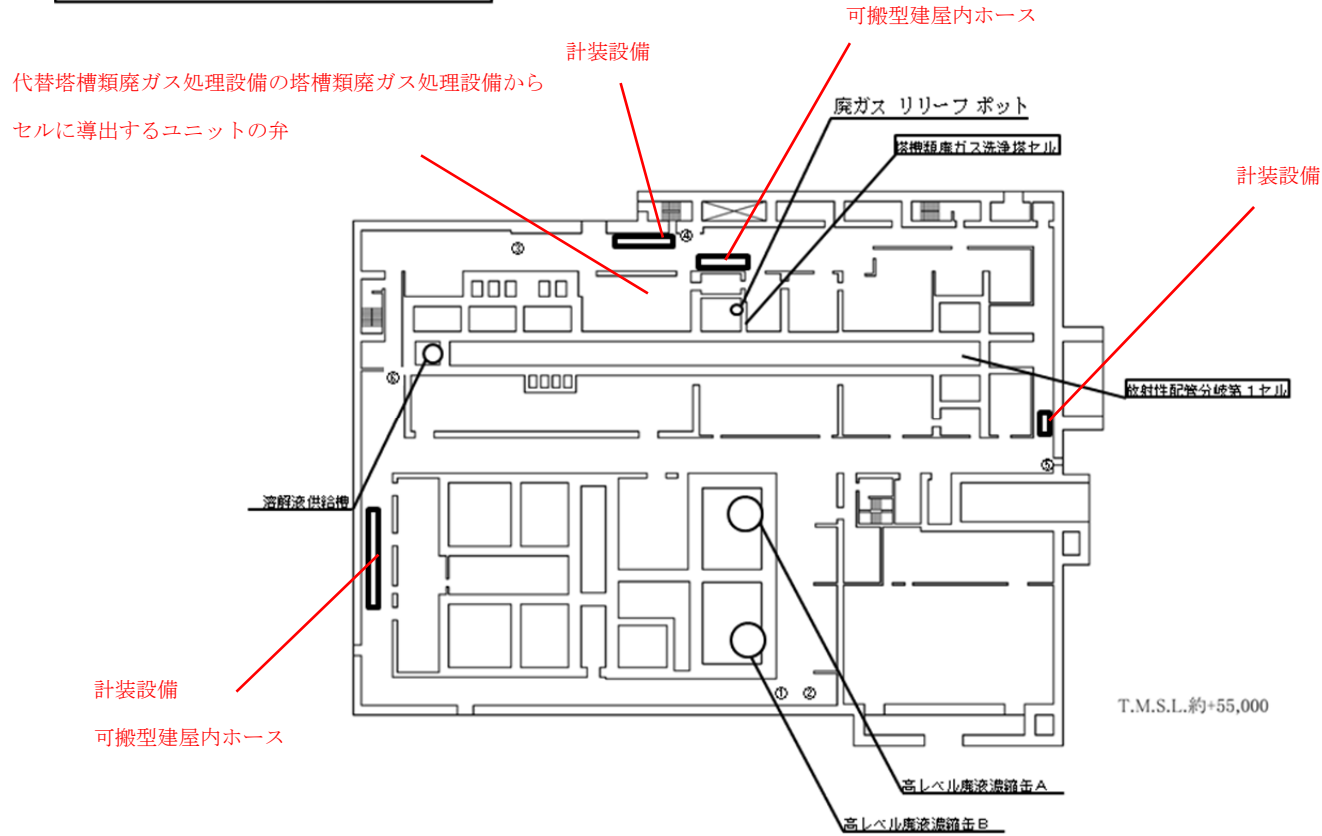 可搬型建屋内ホース
計装設備
代替塔槽類廃ガス処理設備の塔槽類廃ガス処理設備から
セルに導出するユニットの弁
廃ガス リリーフ ポット
塔槽類廃ガス洗浄塔セル
計装設備
④
③
⑥
放射性配管分岐第1セル
⑤
溶解液供給槽
計装設備
可搬型建屋内ホース
① ②
T.M.S.L.約+55,000
高レベル廃液濃縮缶A
高レベル廃液濃縮缶B